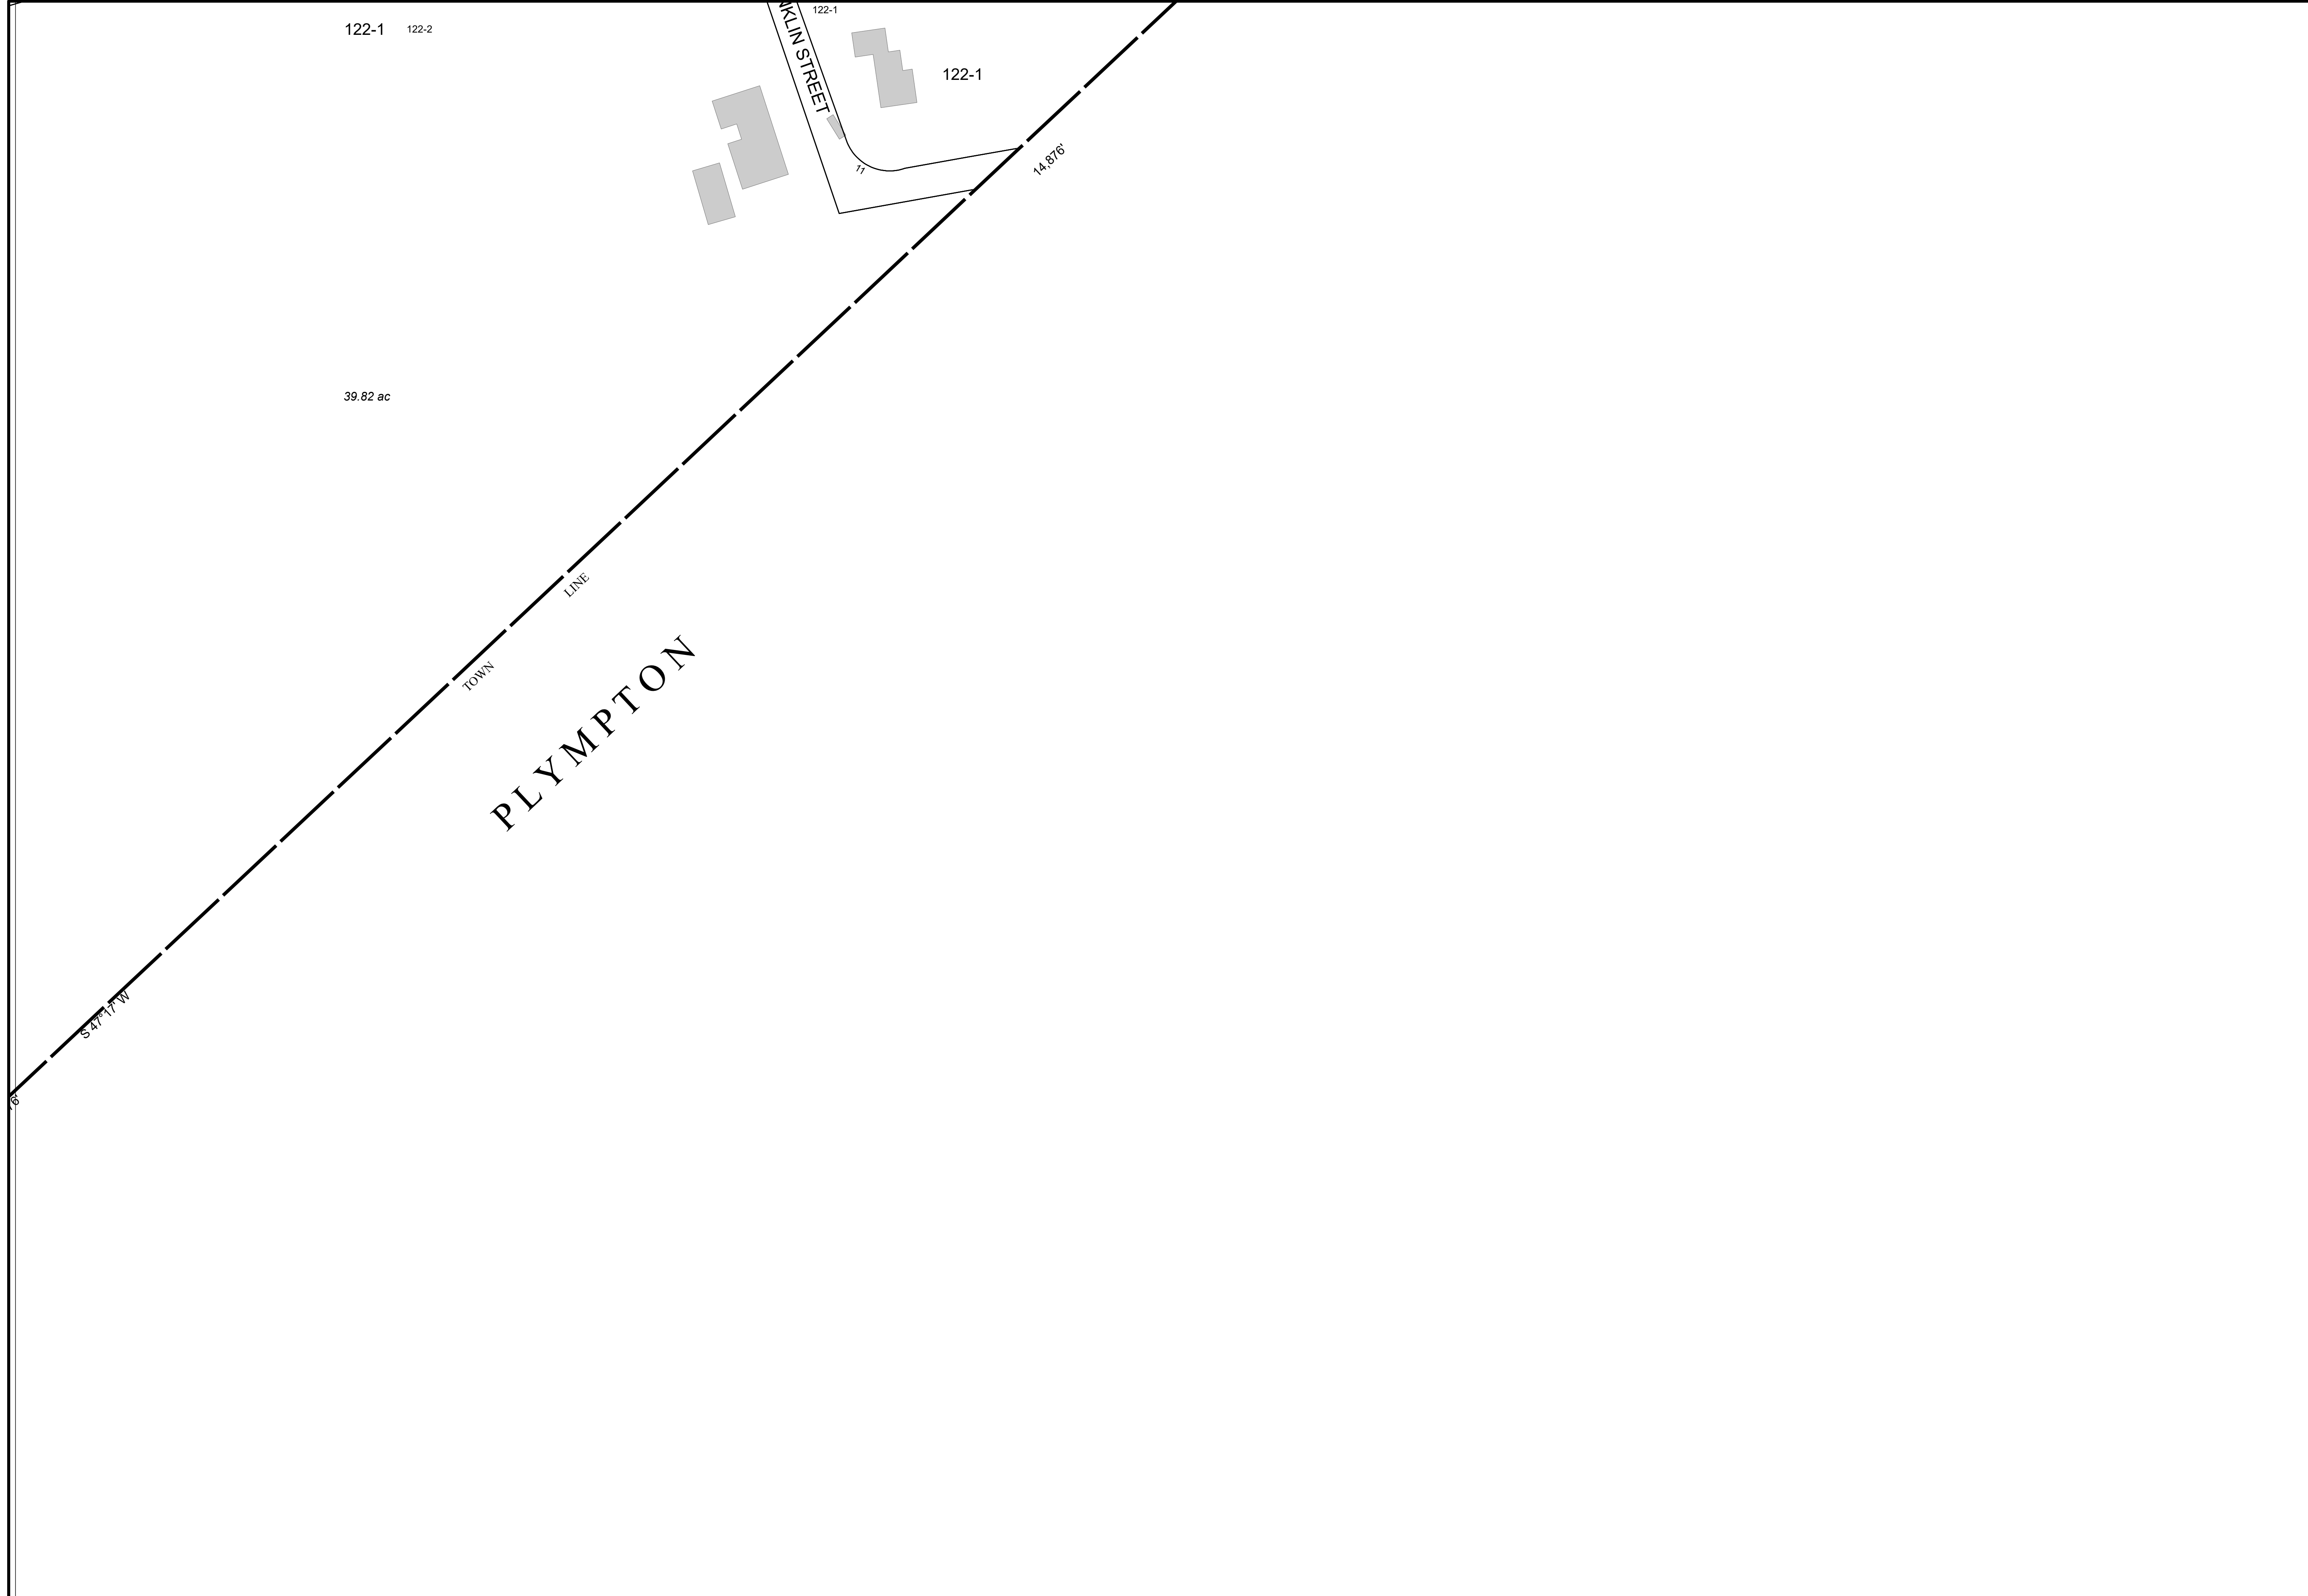 122-1
122-1 122-2
NKLIN STREET
122-1
14,876'
11
39.82 ac
LINE
TOWN
PLYMPTON
S 47°17' W
6'